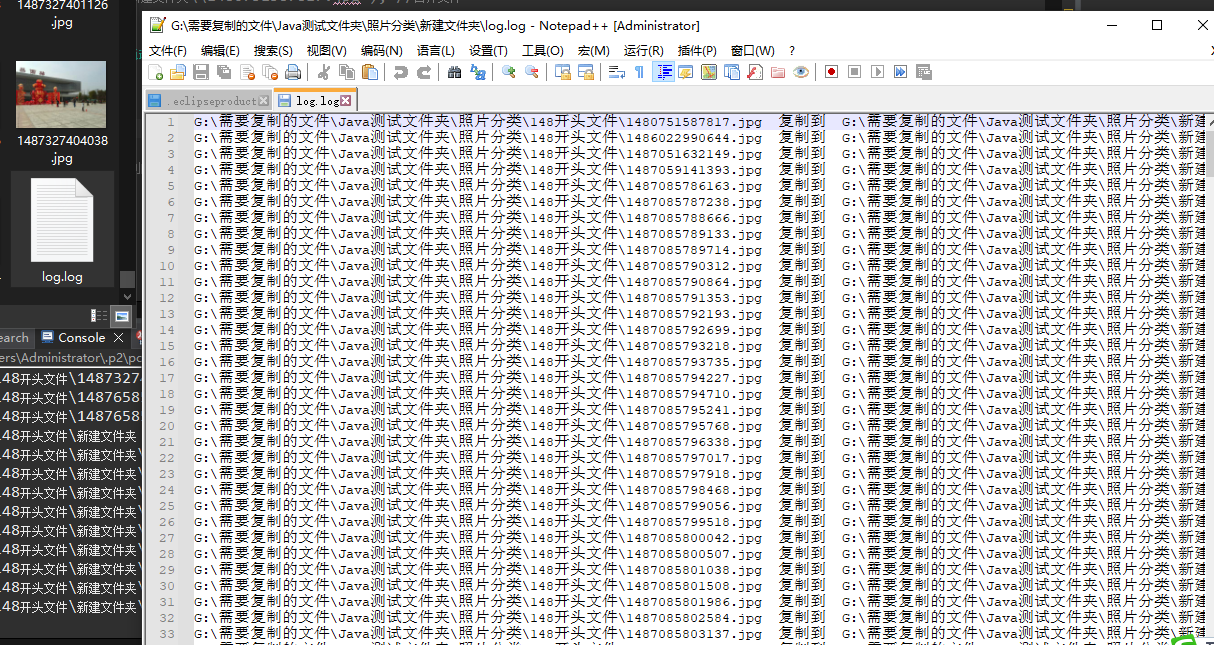 1487327401126
.jpg
1487327404038
.jpg
log.log
G:\需要复制的文件\Java测试文件夹\照片分类\新建文件夹\log.log - Notepad++ [Administrator]
文件(F) 编辑(E) 搜索(S) 视图(V) 编码(N) 语言(L) 设置(T) 工具(O) 宏(M) 运行(R) 插件(P) 窗口(W) ?
.eclipseproduct log.log
1 G:\需要复制的文件\Java测试文件夹\照片分类\148开头文件\1480751587817.jpg 复制到 G:\需要复制的文件\Java测试文件夹\照片分类\新建
2 G:\需要复制的文件\Java测试文件夹\照片分类\148开头文件\1486022990644.jpg 复制到 G:\需要复制的文件\Java测试文件夹\照片分类\新建
3 G:\需要复制的文件\Java测试文件夹\照片分类\148开头文件\1487051632149.jpg 复制到 G:\需要复制的文件\Java测试文件夹\照片分类\新建
4 G:\需要复制的文件\Java测试文件夹\照片分类\148开头文件\1487059141393.jpg 复制到 G:\需要复制的文件\Java测试文件夹\照片分类\新建
5 G:\需要复制的文件\Java测试文件夹\照片分类\148开头文件\1487085786163.jpg 复制到 G:\需要复制的文件\Java测试文件夹\照片分类\新建
6 G:\需要复制的文件\Java测试文件夹\照片分类\148开头文件\1487085787238.jpg 复制到 G:\需要复制的文件\Java测试文件夹\照片分类\新建
7 G:\需要复制的文件\Java测试文件夹\照片分类\148开头文件\1487085788666.jpg 复制到 G:\需要复制的文件\Java测试文件夹\照片分类\新建
8 G:\需要复制的文件\Java测试文件夹\照片分类\148开头文件\1487085789133.jpg 复制到 G:\需要复制的文件\Java测试文件夹\照片分类\新建
9 G:\需要复制的文件\Java测试文件夹\照片分类\148开头文件\1487085789714.jpg 复制到 G:\需要复制的文件\Java测试文件夹\照片分类\新建
10 G:\需要复制的文件\Java测试文件夹\照片分类\148开头文件\1487085790312.jpg 复制到 G:\需要复制的文件\Java测试文件夹\照片分类\新建
11 G:\需要复制的文件\Java测试文件夹\照片分类\148开头文件\1487085790864.jpg 复制到 G:\需要复制的文件\Java测试文件夹\照片分类\新建
12 G:\需要复制的文件\Java测试文件夹\照片分类\148开头文件\1487085791353.jpg 复制到 G:\需要复制的文件\Java测试文件夹\照片分类\新建
13 G:\需要复制的文件\Java测试文件夹\照片分类\148开头文件\1487085792193.jpg 复制到 G:\需要复制的文件\Java测试文件夹\照片分类\新建
14 G:\需要复制的文件\Java测试文件夹\照片分类\148开头文件\1487085792699.jpg 复制到 G:\需要复制的文件\Java测试文件夹\照片分类\新建
15 G:\需要复制的文件\Java测试文件夹\照片分类\148开头文件\1487085793218.jpg 复制到 G:\需要复制的文件\Java测试文件夹\照片分类\新建
16 G:\需要复制的文件\Java测试文件夹\照片分类\148开头文件\1487085793735.jpg 复制到 G:\需要复制的文件\Java测试文件夹\照片分类\新建
17 G:\需要复制的文件\Java测试文件夹\照片分类\148开头文件\1487085794227.jpg 复制到 G:\需要复制的文件\Java测试文件夹\照片分类\新建
18 G:\需要复制的文件\Java测试文件夹\照片分类\148开头文件\1487085794710.jpg 复制到 G:\需要复制的文件\Java测试文件夹\照片分类\新建
19 G:\需要复制的文件\Java测试文件夹\照片分类\148开头文件\1487085795241.jpg 复制到 G:\需要复制的文件\Java测试文件夹\照片分类\新建
20 G:\需要复制的文件\Java测试文件夹\照片分类\148开头文件\1487085795768.jpg 复制到 G:\需要复制的文件\Java测试文件夹\照片分类\新建
21 G:\需要复制的文件\Java测试文件夹\照片分类\148开头文件\1487085796338.jpg 复制到 G:\需要复制的文件\Java测试文件夹\照片分类\新建
22 G:\需要复制的文件\Java测试文件夹\照片分类\148开头文件\1487085797017.jpg 复制到 G:\需要复制的文件\Java测试文件夹\照片分类\新建
23 G:\需要复制的文件\Java测试文件夹\照片分类\148开头文件\1487085797918.jpg 复制到 G:\需要复制的文件\Java测试文件夹\照片分类\新建
24 G:\需要复制的文件\Java测试文件夹\照片分类\148开头文件\1487085798468.jpg 复制到 G:\需要复制的文件\Java测试文件夹\照片分类\新建
25 G:\需要复制的文件\Java测试文件夹\照片分类\148开头文件\1487085799056.jpg 复制到 G:\需要复制的文件\Java测试文件夹\照片分类\新建
26 G:\需要复制的文件\Java测试文件夹\照片分类\148开头文件\1487085799518.jpg 复制到 G:\需要复制的文件\Java测试文件夹\照片分类\新建
27 G:\需要复制的文件\Java测试文件夹\照片分类\148开头文件\1487085800042.jpg 复制到 G:\需要复制的文件\Java测试文件夹\照片分类\新建
28 G:\需要复制的文件\Java测试文件夹\照片分类\148开头文件\1487085800507.jpg 复制到 G:\需要复制的文件\Java测试文件夹\照片分类\新建
29 G:\需要复制的文件\Java测试文件夹\照片分类\148开头文件\1487085801038.jpg 复制到 G:\需要复制的文件\Java测试文件夹\照片分类\新建
30 G:\需要复制的文件\Java测试文件夹\照片分类\148开头文件\1487085801508.jpg 复制到 G:\需要复制的文件\Java测试文件夹\照片分类\新建
31 G:\需要复制的文件\Java测试文件夹\照片分类\148开头文件\1487085801986.jpg 复制到 G:\需要复制的文件\Java测试文件夹\照片分类\新建
32 G:\需要复制的文件\Java测试文件夹\照片分类\148开头文件\1487085802584.jpg 复制到 G:\需要复制的文件\Java测试文件夹\照片分类\新建
33 G:\需要复制的文件\Java测试文件夹\照片分类\148开头文件\1487085803137.jpg 复制到 G:\需要复制的文件\Java测试文件夹\照片分类\新建
earch Console
ers\Administrator\.p2\po
148开头文件\1487327
148开头文件\1487658
148开头文件\1487658
148开头文件\新建文件夹
148开头文件\新建文件夹\
148开头文件\新建文件夹\
148开头文件\新建文件夹\
148开头文件\新建文件夹\
148开头文件\新建文件夹\
148开头文件\新建文件夹\
148开头文件\新建文件夹\
148开头文件\新建文件夹\
148开头文件\新建文件夹\